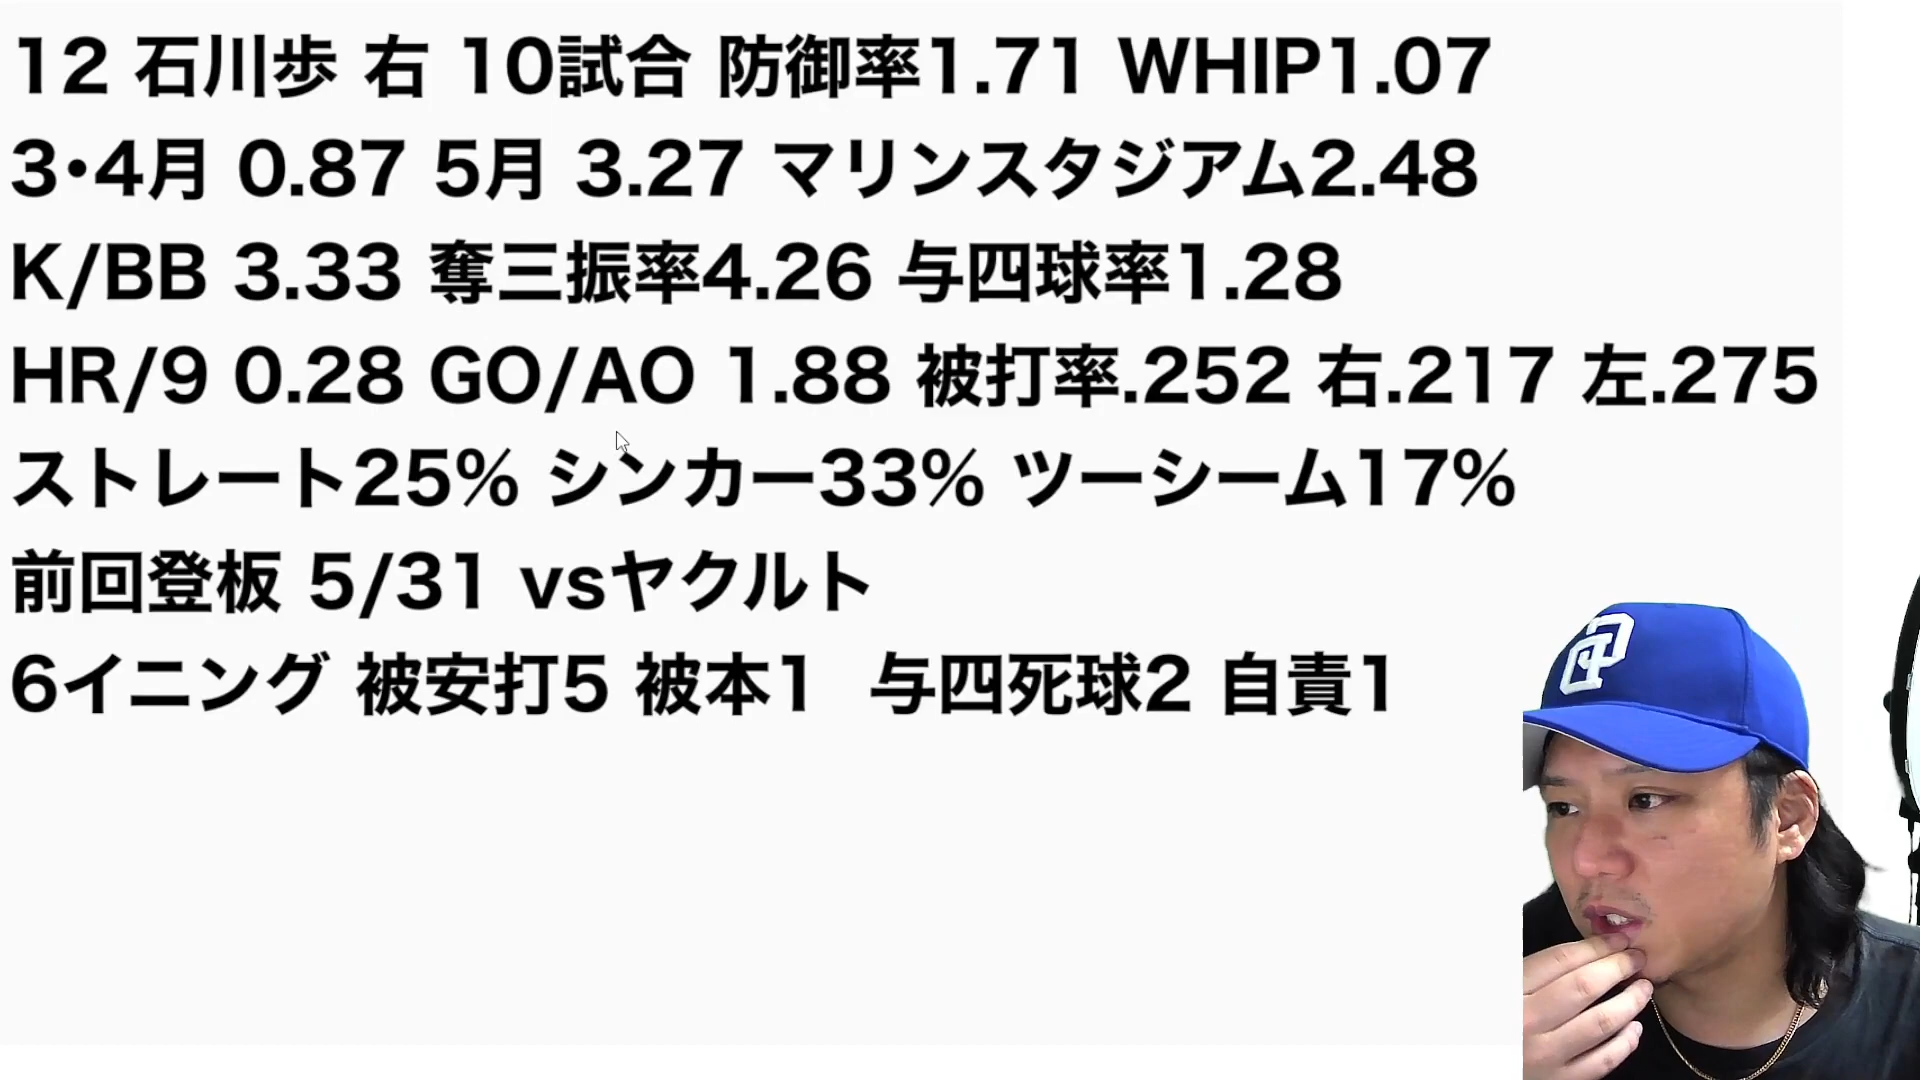 12 石川歩 右 10試合 防御率1.71 WHIP1.07
3・4月 0.87 5月 3.27 マリンスタジアム2.48
K/BB 3.33 奪三振率4.26 与四球率1.28
HR/9 0.28 GO/AO 1.88 被打率.252 右.217 左.275
ストレート25% シンカー33% ツーシーム17%
前回登板 5/31 vsヤクルト
6イニング 被安打5 被本1 与四死球2 自責1